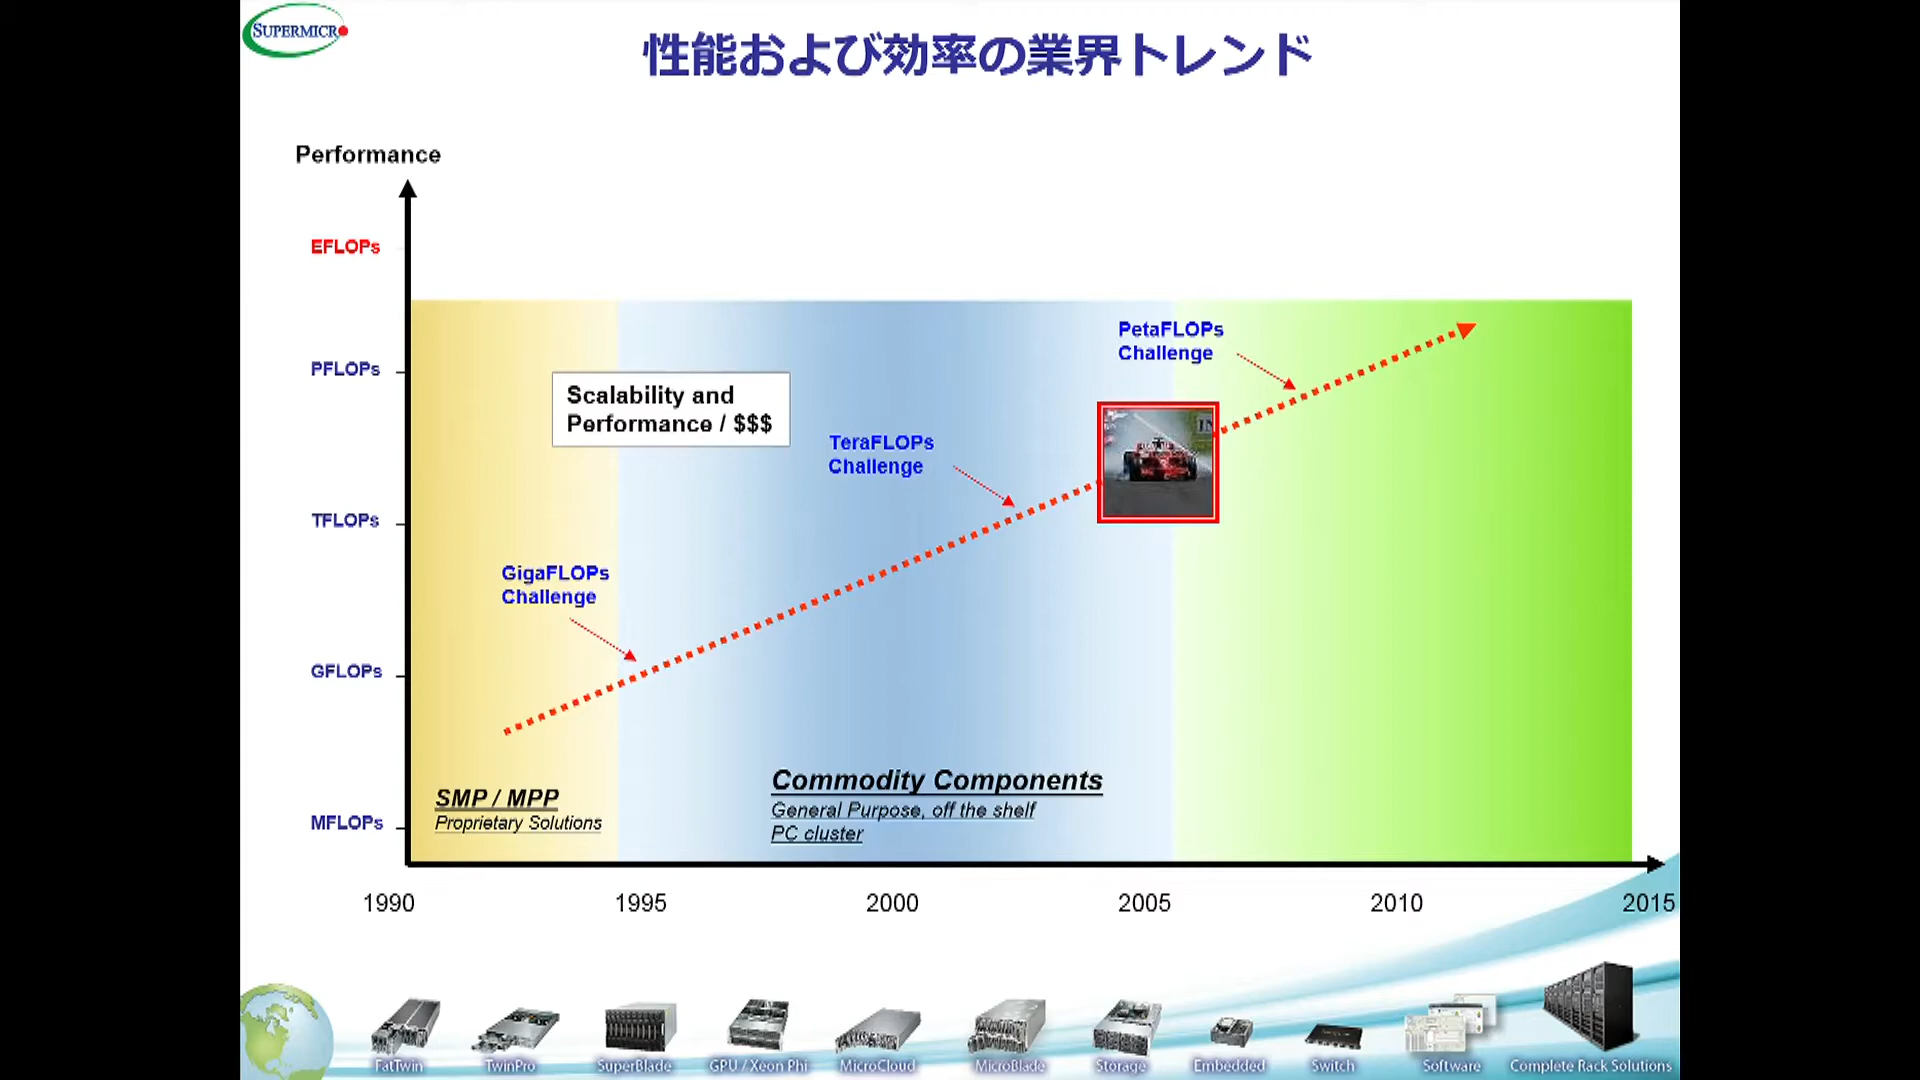 SUPERMICRO
性能および効率の業界トレンド
Performance
EFLOPs
PFLOPs
TFLOPs
GFLOPs
MFLOPs
Scalability and
Performance / $$$
GigaFLOPs
Challenge
TeraFLOPs
Challenge
PetaFLOPs
Challenge
SMP / MPP
Proprietary Solutions
Commodity Components
General Purpose, off the shelf
PC cluster
1990 1995 2000 2005 2010 2015
FatTwin TwinPro SuperBlade GPU / Xeon Phi MicroCloud MicroBlade Storage Embedded Switch Software Complete Rack Solutions